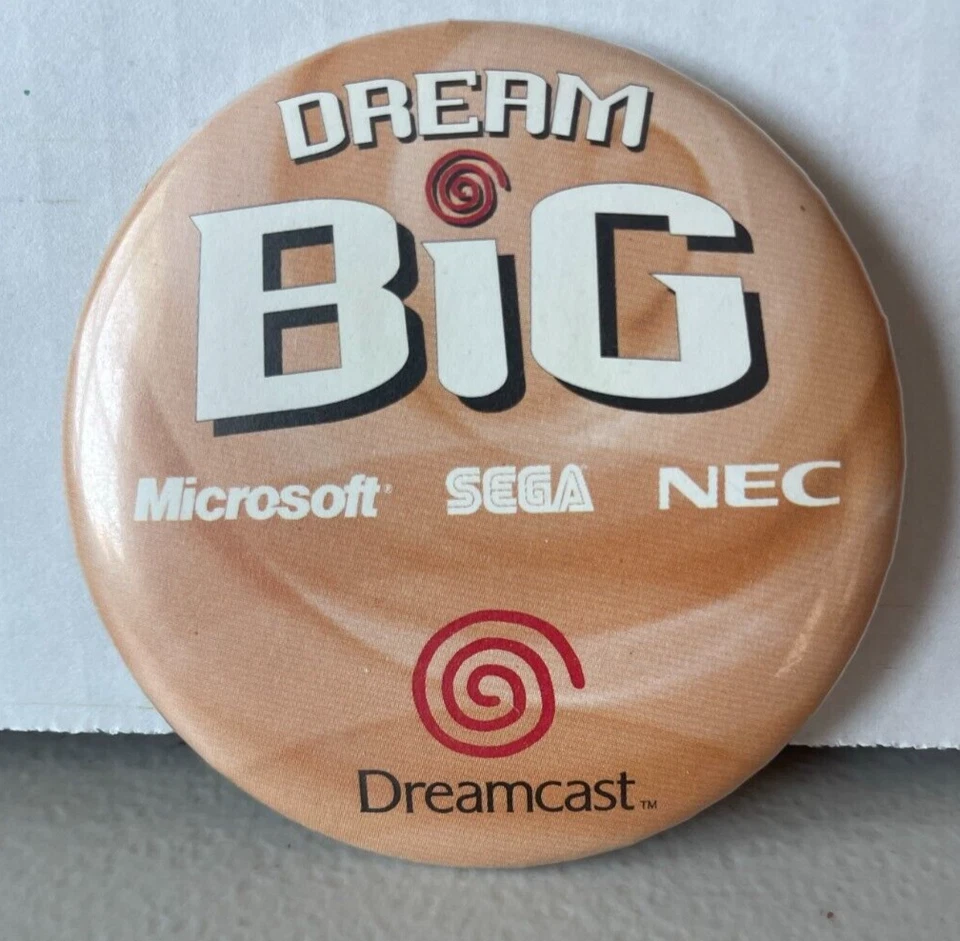 DREAM
BiG
Microsoft® SEGA NEC
Dreamcast™